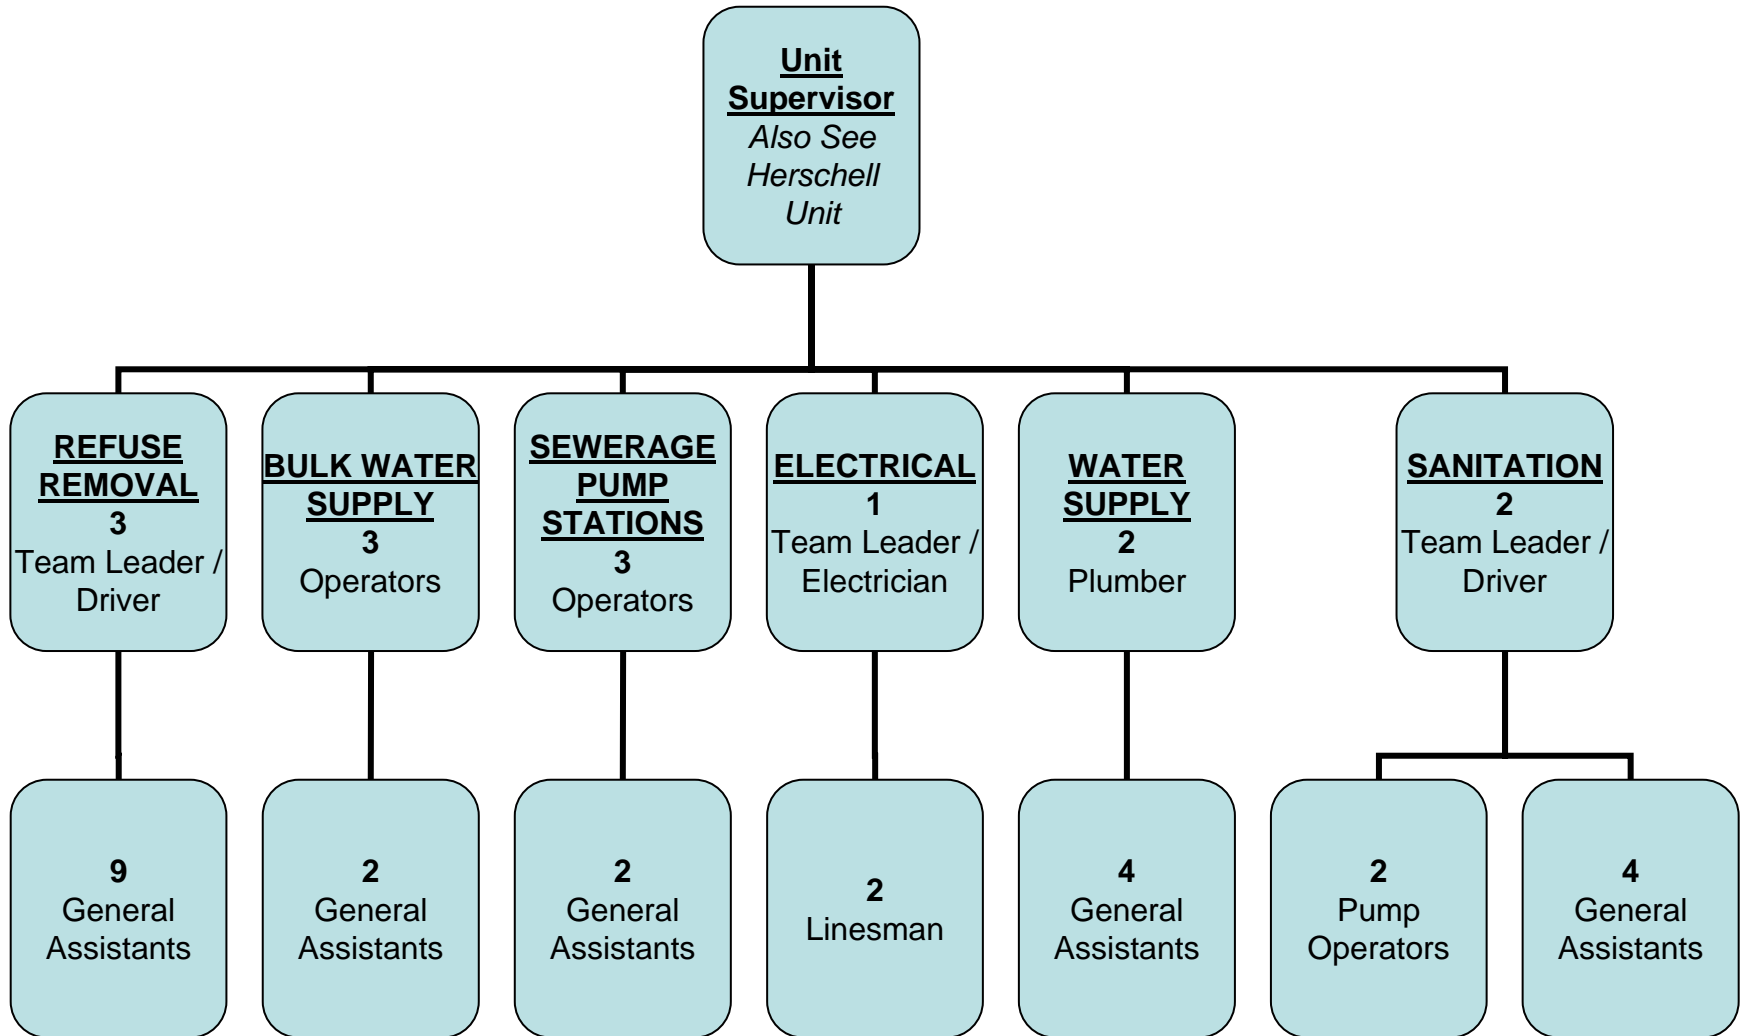 Unit
Supervisor
Also See
Herschell
Unit
REFUSE
REMOVAL
3
Team Leader /
Driver
BULK WATER
SUPPLY
3
Operators
SEWERAGE
PUMP
STATIONS
3
Operators
ELECTRICAL
1
Team Leader /
Electrician
WATER
SUPPLY
2
Plumber
SANITATION
2
Team Leader /
Driver
9
General
Assistants
2
General
Assistants
2
General
Assistants
2
Linesman
4
General
Assistants
2
Pump
Operators
4
General
Assistants